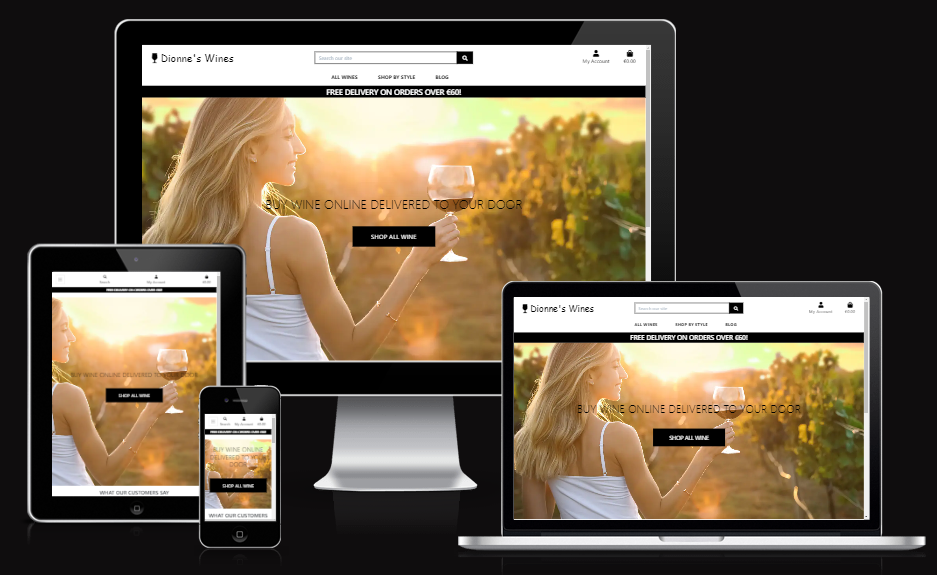 Dionne's Wines
Search our site
My Account
€0.00
ALL WINES SHOP BY STYLE BLOG
FREE DELIVERY ON ORDERS OVER €60!
BUY WINE ONLINE DELIVERED TO YOUR DOOR
SHOP ALL WINE
Search
My Account
€0.00
FREE DELIVERY ON ORDERS OVER €60!
BUY WINE ONLINE DELIVERED TO YOUR DOOR
SHOP ALL WINE
WHAT OUR CUSTOMERS SAY
Search
My Account
€0.00
FREE DELIVERY ON ORDERS OVER €60!
BUY WINE ONLINE
DELIVERED TO YOUR
DOOR
SHOP ALL WINE
WHAT OUR CUSTOMERS
Dionne's Wines
Search our site
My Account
€0.00
ALL WINES SHOP BY STYLE BLOG
FREE DELIVERY ON ORDERS OVER €60!
BUY WINE ONLINE DELIVERED TO YOUR DOOR
SHOP ALL WINE